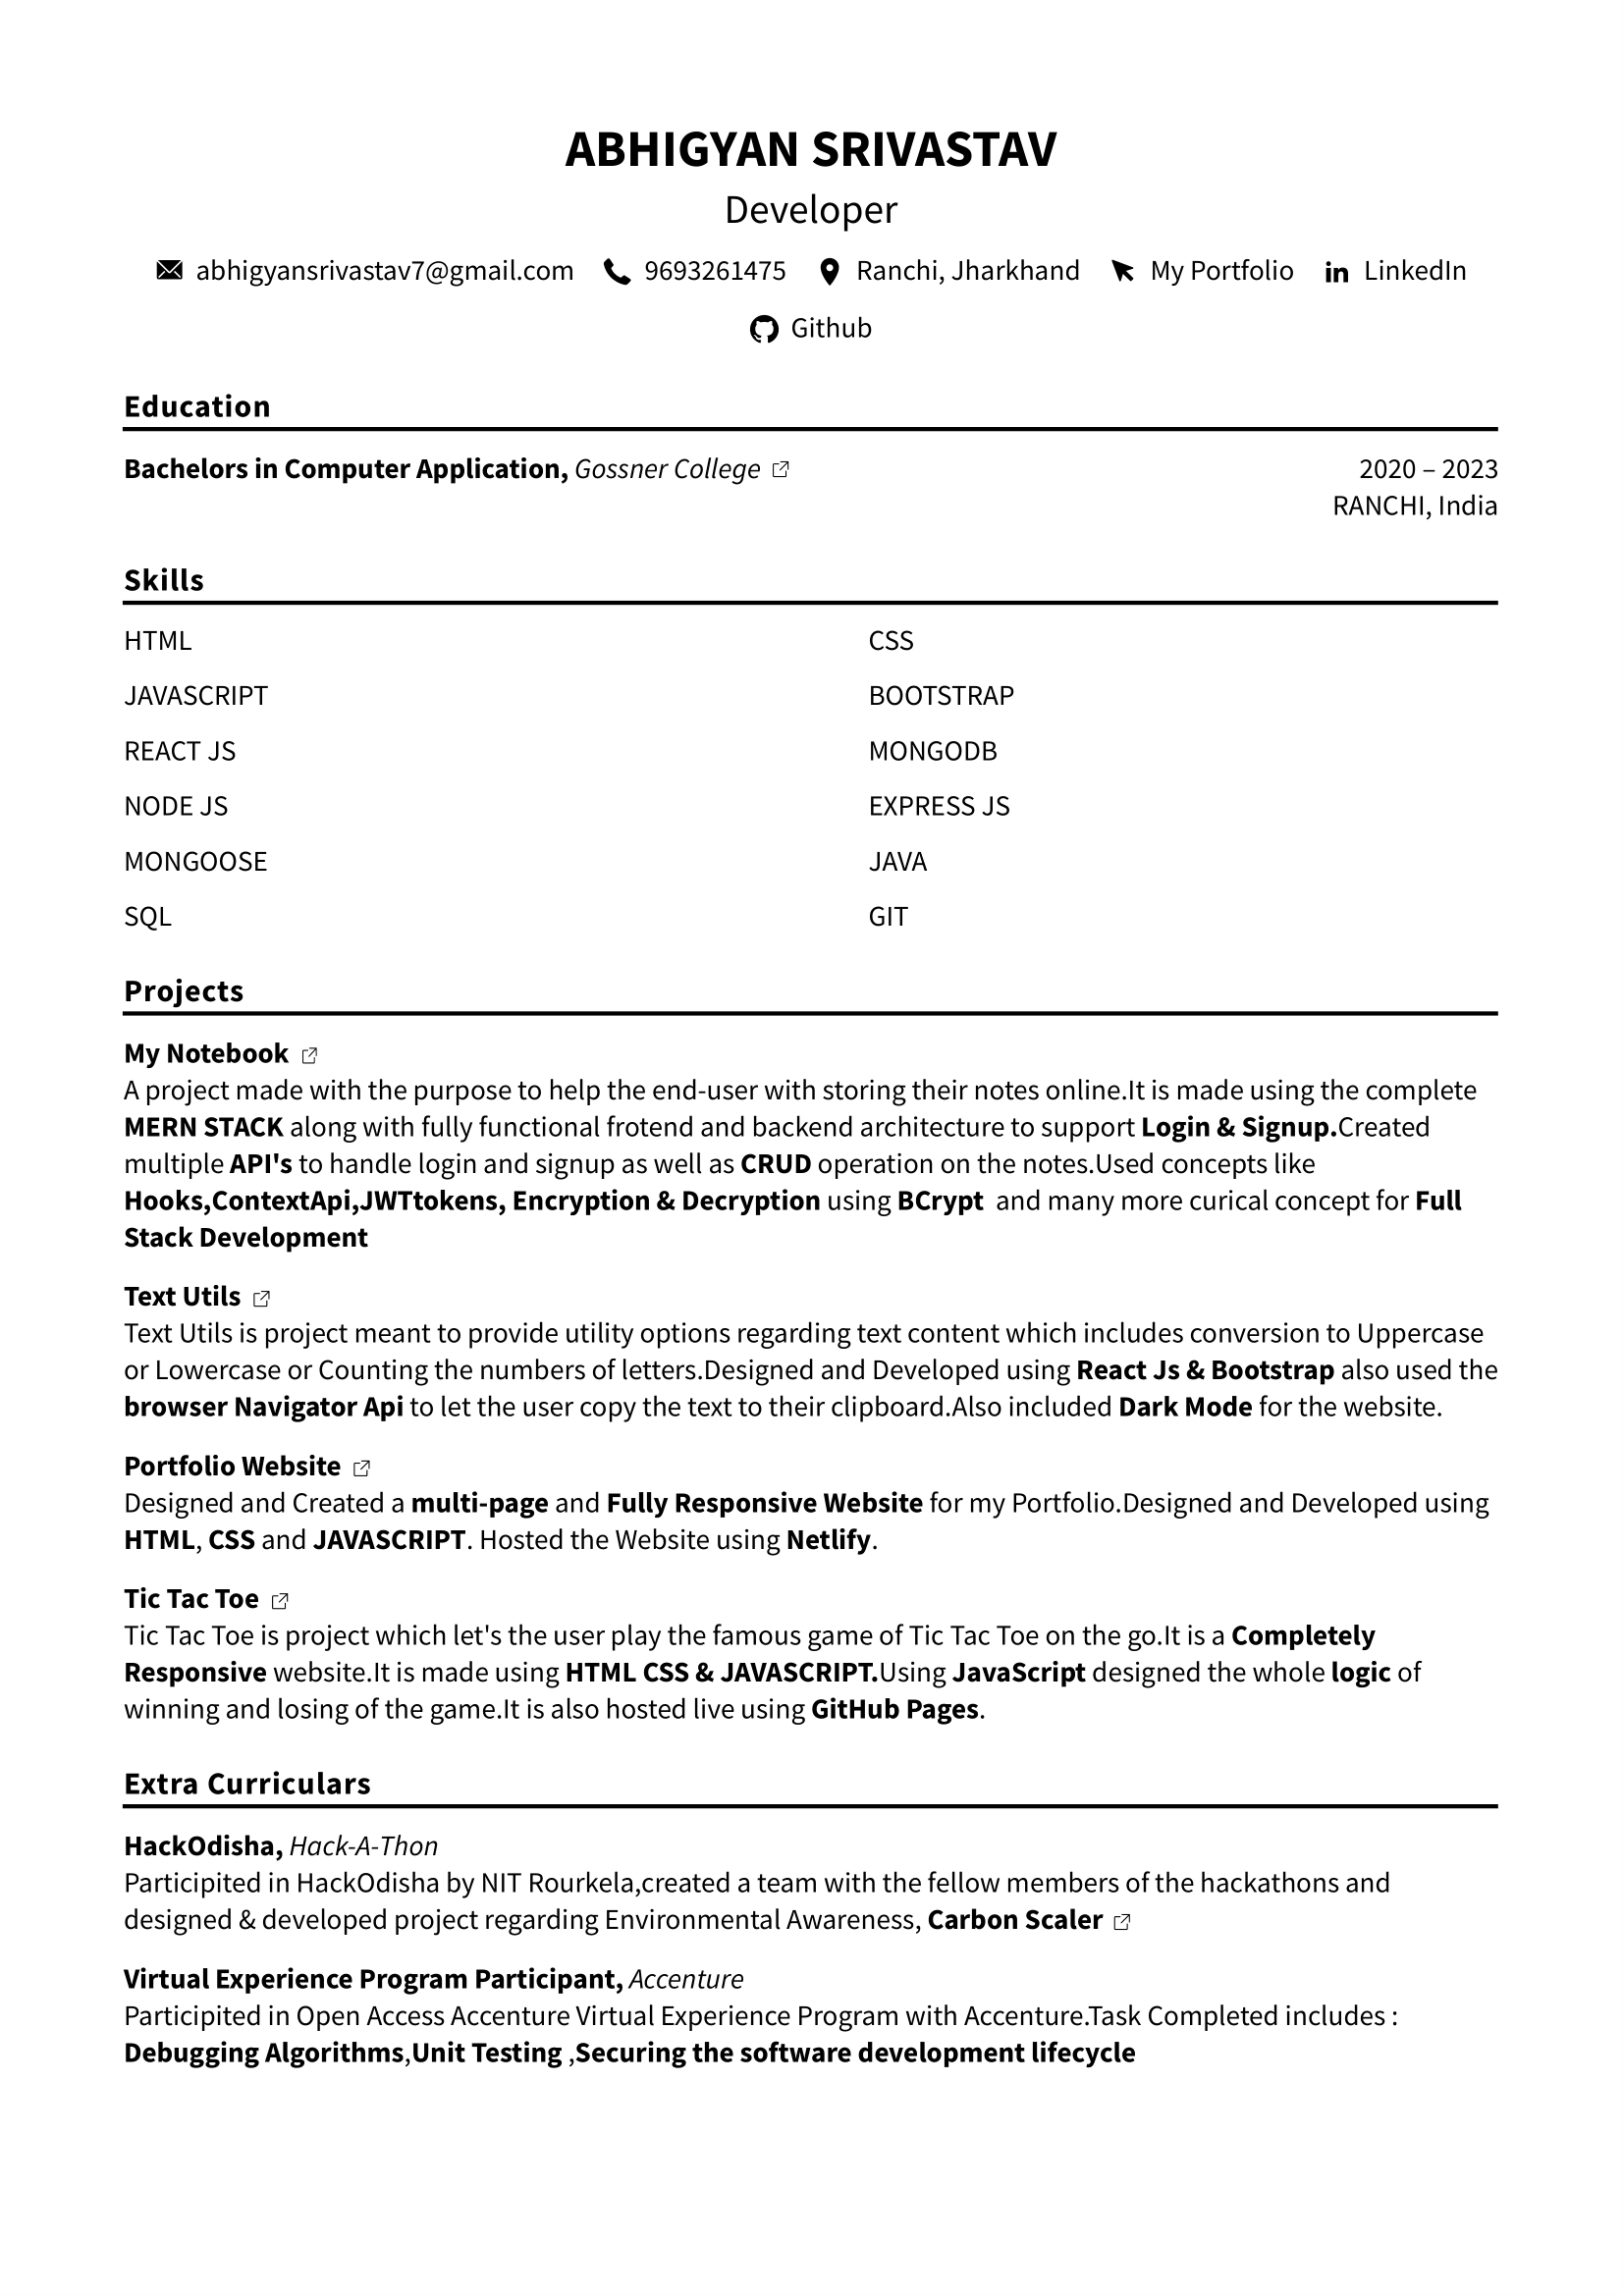 ABHIGYAN SRIVASTAV
Developer
abhigyansrivastav7@gmail.com 9693261475 Ranchi, Jharkhand My Portfolio LinkedIn
Github
Education
Bachelors in Computer Application, Gossner College 2020 – 2023
RANCHI, India
Skills
HTML CSS
JAVASCRIPT BOOTSTRAP
REACT JS MONGODB
NODE JS EXPRESS JS
MONGOOSE JAVA
SQL GIT
Projects
My Notebook
A project made with the purpose to help the end-user with storing their notes online.It is made using the complete
MERN STACK along with fully functional frotend and backend architecture to support Login & Signup.Created
multiple API's to handle login and signup as well as CRUD operation on the notes.Used concepts like
Hooks,ContextApi,JWTtokens, Encryption & Decryption using BCrypt  and many more curical concept for Full
Stack Development
Text Utils
Text Utils is project meant to provide utility options regarding text content which includes conversion to Uppercase
or Lowercase or Counting the numbers of letters.Designed and Developed using React Js & Bootstrap also used the
browser Navigator Api to let the user copy the text to their clipboard.Also included Dark Mode for the website.
Portfolio Website
Designed and Created a multi-page and Fully Responsive Website for my Portfolio.Designed and Developed using
HTML, CSS and JAVASCRIPT. Hosted the Website using Netlify.
Tic Tac Toe
Tic Tac Toe is project which let's the user play the famous game of Tic Tac Toe on the go.It is a Completely
Responsive website.It is made using HTML CSS & JAVASCRIPT.Using JavaScript designed the whole logic of
winning and losing of the game.It is also hosted live using GitHub Pages.
Extra Curriculars
HackOdisha, Hack-A-Thon
Participited in HackOdisha by NIT Rourkela,created a team with the fellow members of the hackathons and
designed & developed project regarding Environmental Awareness, Carbon Scaler
Virtual Experience Program Participant, Accenture
Participited in Open Access Accenture Virtual Experience Program with Accenture.Task Completed includes :
Debugging Algorithms,Unit Testing ,Securing the software development lifecycle